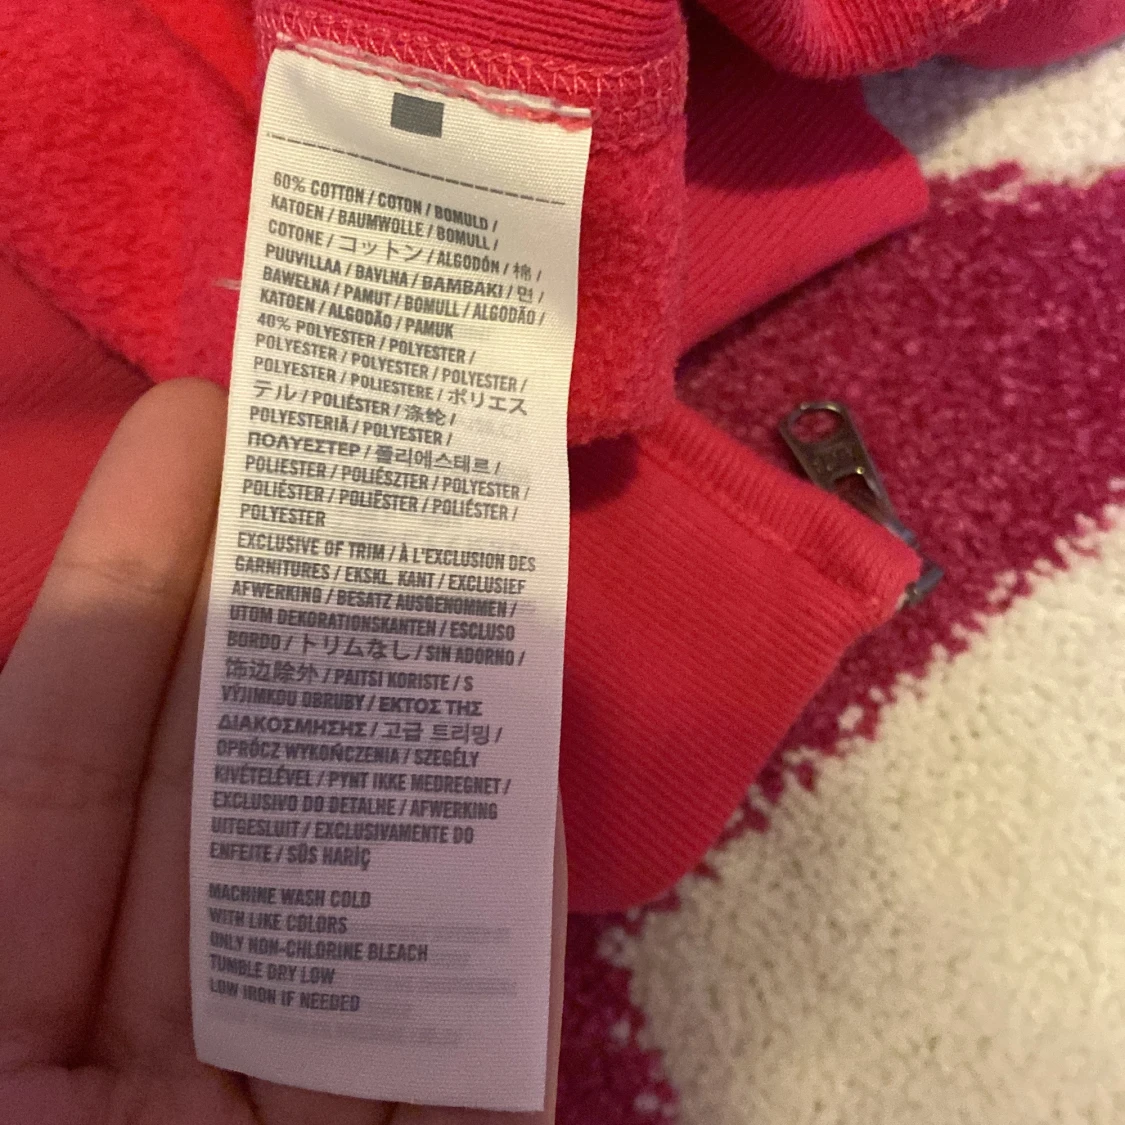 60% COTTON / COTON / BOMULD /
KATOEN / BAUMWOLLE / BOMULL /
COTONE / コットン / ALGODÓN / 棉 /
PUUVILLAA / BAVLNA / BAMBAKI / 면 /
BAWEŁNA / PAMUT / BOMULL / ALGODÃO /
KATOEN / ALGODÃO / PAMUK
40% POLYESTER / POLYESTER /
POLYESTER / POLYESTER / POLYESTER /
POLYESTER / POLIESTERE / ポリエス
テル / POLIÉSTER / 涤蛇 /
POLYESTERIÄ / POLYESTER /
ΠΟΛΥΕΣΤΕΡ / 폴리에스테르 /
POLIESTER / POLIÉSZTER / POLYESTER /
POLIÉSTER / POLIËSTER / POLIÉSTER /
POLYESTER
EXCLUSIVE OF TRIM / À L'EXCLUSION DES
GARNITURES / EKSKL. KANT / EXCLUSIEF
AFWERKING / BESATZ AUSGENOMMEN /
UTOM DEKORATIONSKANTEN / ESCLUSO
BORDO / トリムなし / SIN ADORNO /
饰边除外 / PAITSI KORISTE / S
VÝJIMKOU OBRUBY / ΕΚΤΟΣ ΤΗΣ
ΔΙΑΚΟΣΜΗΣΗΣ / 고급 트리밍 /
OPRÓCZ WYKOŃCZENIA / SZEGÉLY
KIVÉTELÉVEL / PYNT IKKE MEDREGNET /
EXCLUSIVO DO DETALHE / AFWERKING
UITGESLUIT / EXCLUSIVAMENTE DO
ENFEITE / SÜS HARİÇ
MACHINE WASH COLD
WITH LIKE COLORS
ONLY NON-CHLORINE BLEACH
TUMBLE DRY LOW
LOW IRON IF NEEDED